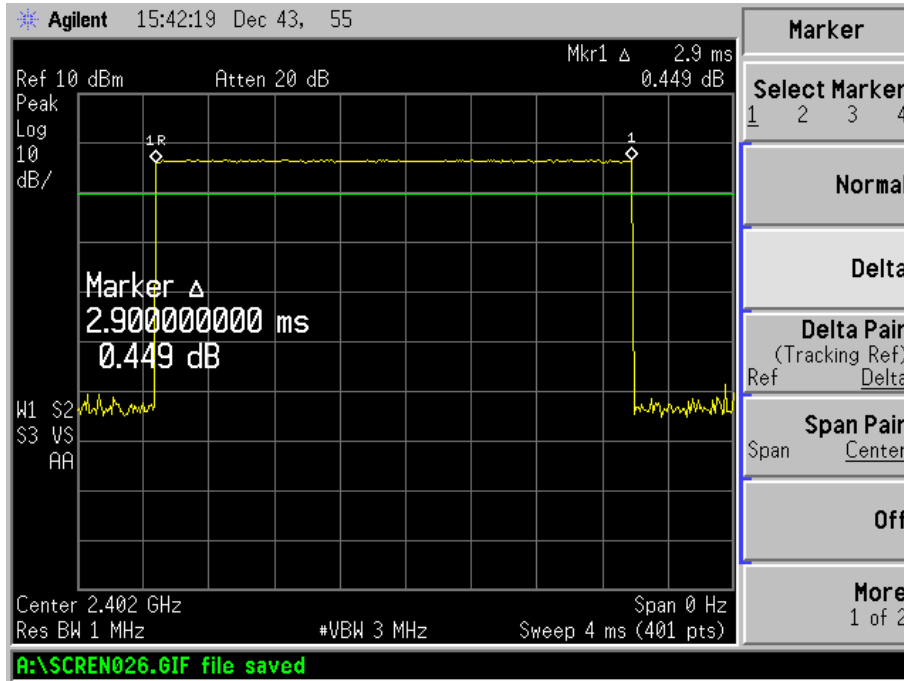 Agilent 15:42:19 Dec 43, 55
Mkr1 Δ 2.9 ms
Ref 10 dBm Atten 20 dB 0.449 dB
Peak
Log
10
dB/
1R
1
Marker Δ
2.900000000 ms
0.449 dB
W1 S2
S3 VS
AA
Center 2.402 GHz Span 0 Hz
Res BW 1 MHz #VBW 3 MHz Sweep 4 ms (401 pts)
A:\SCREN026.GIF file saved
Marker
Select Marker
1 2 3 4
Normal
Delta
Delta Pair
(Tracking Ref)
Ref Delta
Span Pair
Span Center
Off
More
1 of 2